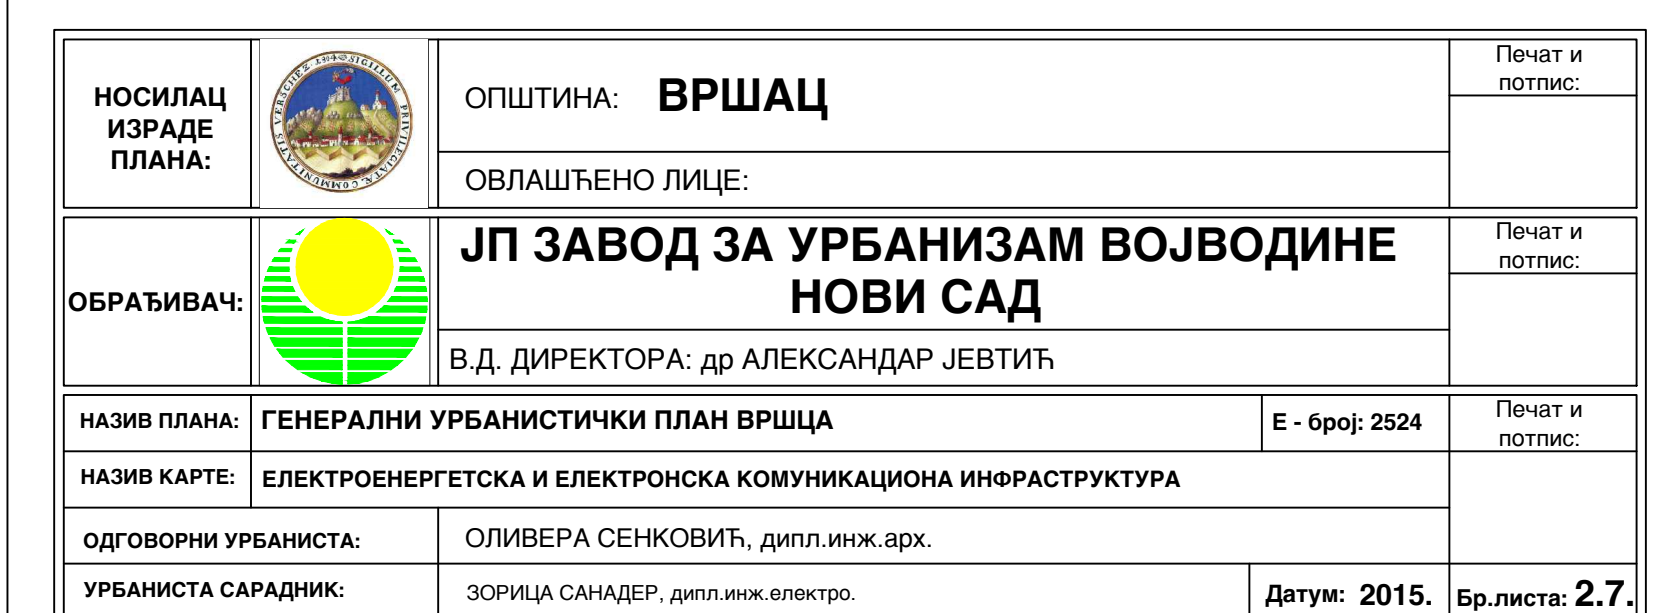 НОСИЛАЦ
ИЗРАДЕ
ПЛАНА:
ОПШТИНА: ВРШАЦ
Печат и
потпис:
ОВЛАШЋЕНО ЛИЦЕ:
ОБРАЂИВАЧ:
ЈП ЗАВОД ЗА УРБАНИЗАМ ВОЈВОДИНЕ
НОВИ САД
Печат и
потпис:
В.Д. ДИРЕКТОРА: др АЛЕКСАНДАР ЈЕВТИЋ
НАЗИВ ПЛАНА: ГЕНЕРАЛНИ УРБАНИСТИЧКИ ПЛАН ВРШЦА Е - број: 2524
Печат и
потпис:
НАЗИВ КАРТЕ: ЕЛЕКТРОЕНЕРГЕТСКА И ЕЛЕКТРОНСКА КОМУНИКАЦИОНА ИНФРАСТРУКТУРА
ОДГОВОРНИ УРБАНИСТА: ОЛИВЕРА СЕНКОВИЋ, дипл.инж.арх.
УРБАНИСТА САРАДНИК: ЗОРИЦА САНАДЕР, дипл.инж.електро. Датум: 2015. Бр.листа: 2.7.